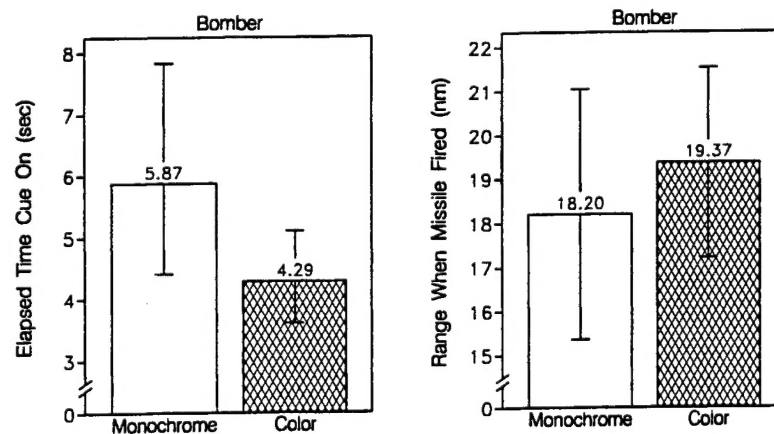 Bomber
Elapsed Time Cue On (sec)
8
7
6
5
4
3
0
5.87
4.29
Monochrome
Color
Bomber
Range When Missile Fired (nm)
22
21
20
19
18
17
16
15
0
18.20
19.37
Monochrome
Color